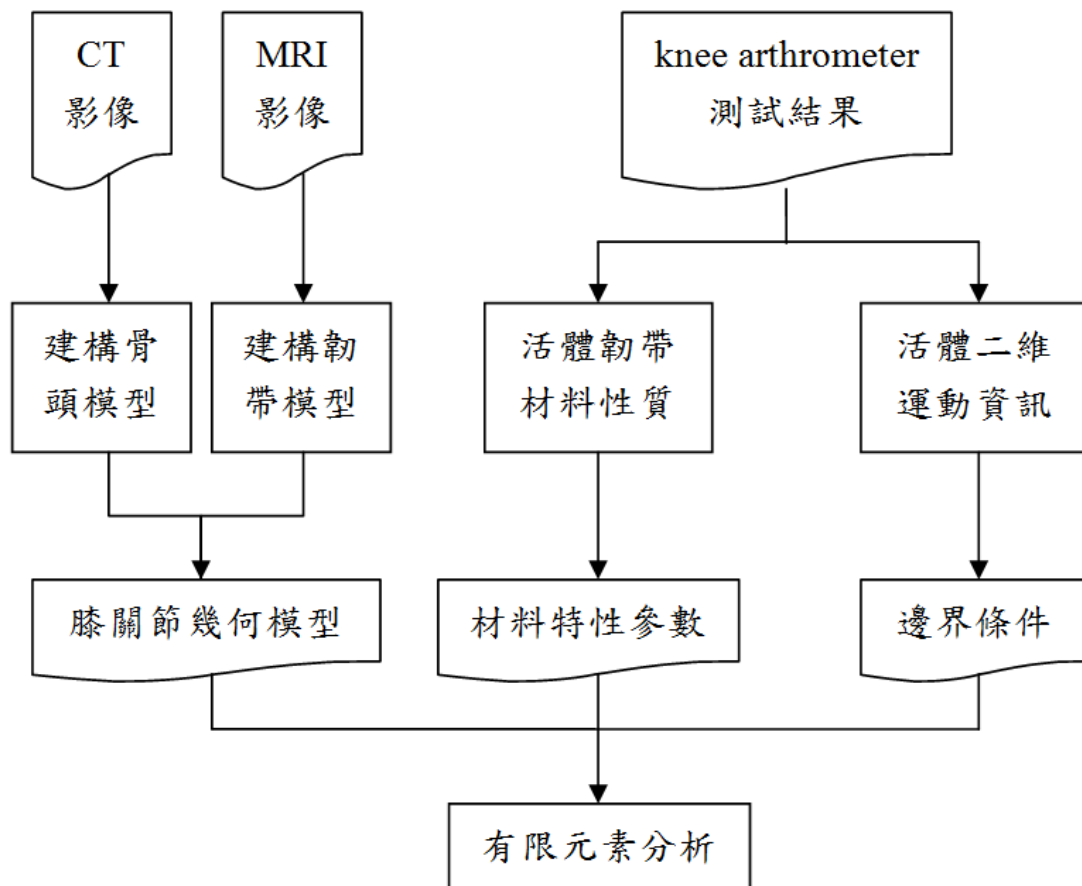 CT
影像
MRI
影像
knee arthrometer
測試結果
建構骨
頭模型
建構韌
帶模型
活體韌帶
材料性質
活體二維
運動資訊
膝關節幾何模型
材料特性參數
邊界條件
有限元素分析